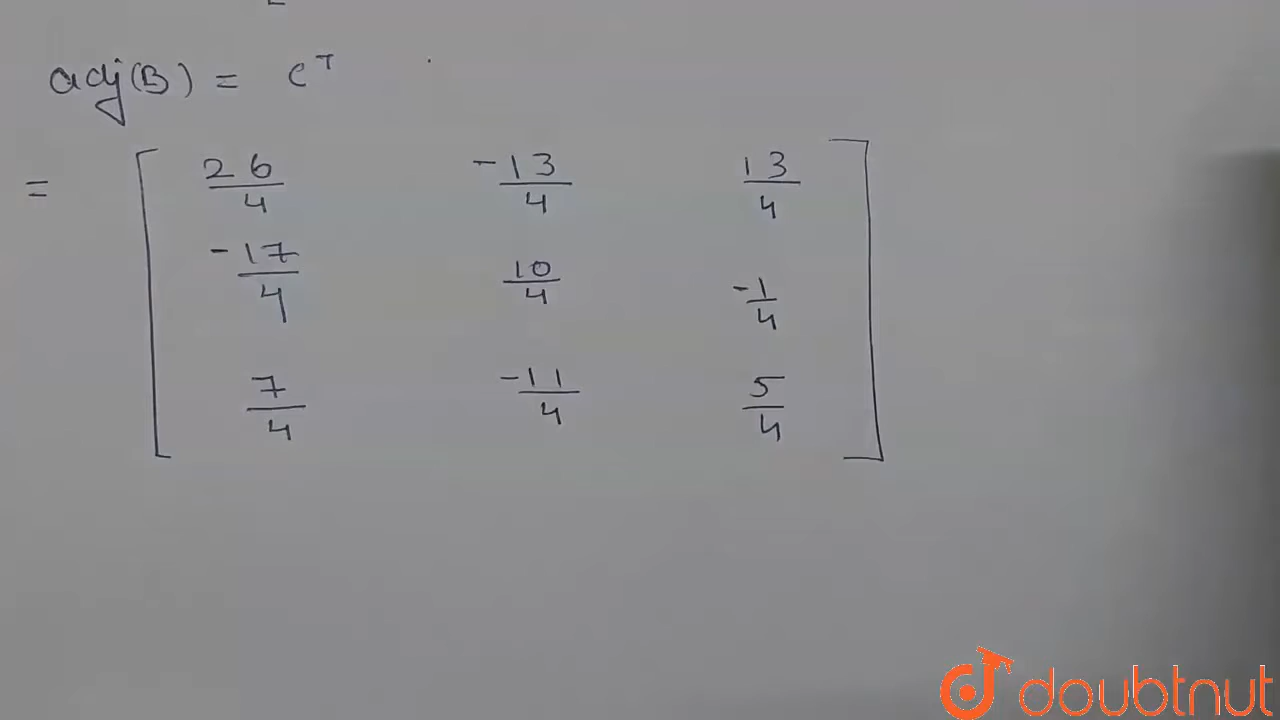 adj(B) = C^T
= [ 26/4 -13/4 13/4
-17/4 10/4 -1/4
7/4 -11/4 5/4 ]
doubtnut